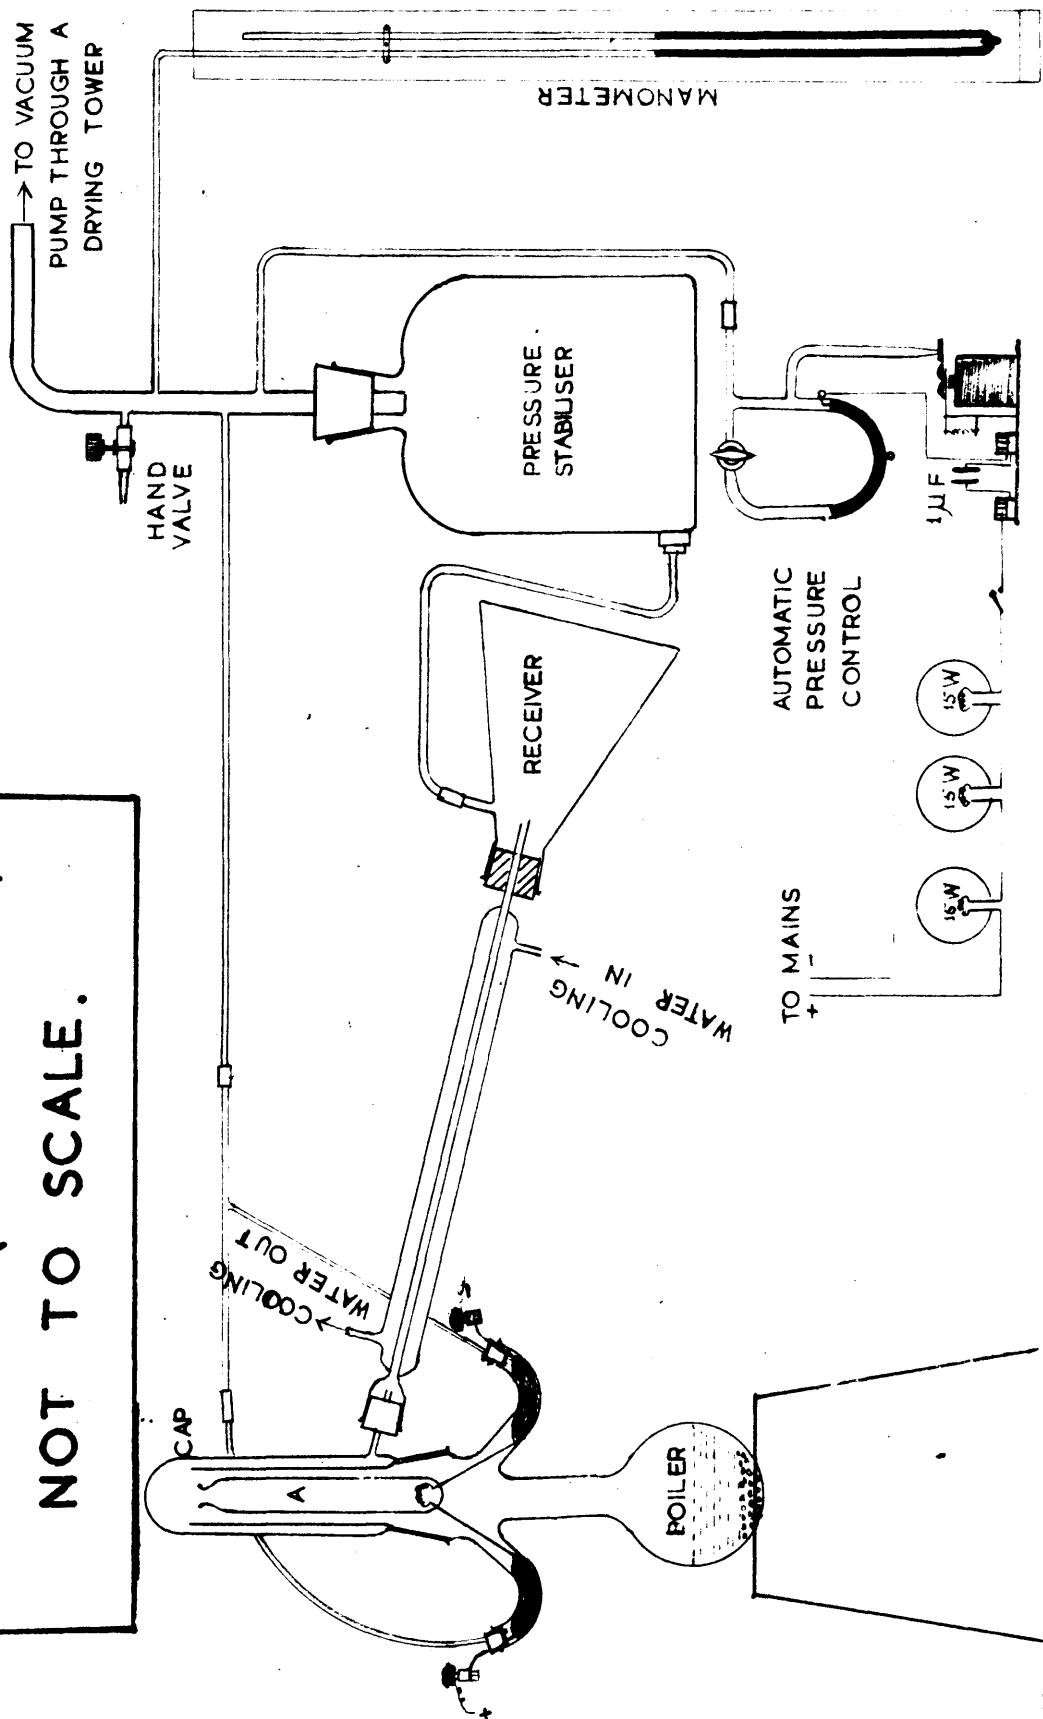 NOT TO SCALE.
→ TO VACUUM
PUMP THROUGH A
DRYING TOWER
HAND
VALVE
MANOMETER
CAP
A
COOLING
WATER OUT
COOLING
WATER IN
RECEIVER
PRESSURE.
STABILISER
BOILER
AUTOMATIC
PRESSURE
CONTROL
1μF
TO MAINS
+ -
15W
15W
15W